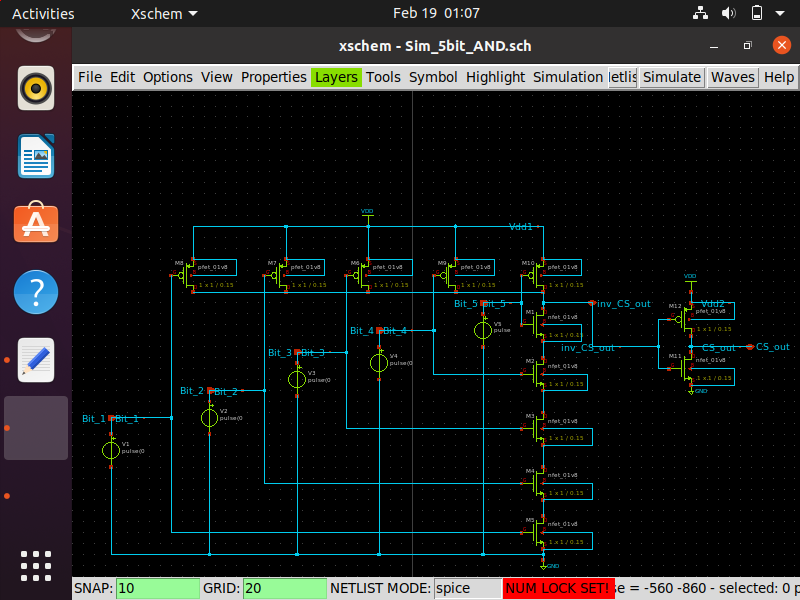 Activities
Xschem
Feb 19 01:07
xschem - Sim_5bit_AND.sch
File Edit Options View Properties Layers Tools Symbol Highlight Simulation Netlis Simulate Waves Help
VDD
Vdd1
M8 pfet_01v8
1 x 1 / 0.15
M7 pfet_01v8
1 x 1 / 0.15
M6 pfet_01v8
1 x 1 / 0.15
M9 pfet_01v8
1 x 1 / 0.15
M10 pfet_01v8
1 x 1 / 0.15
VDD
Bit_5 Bit_5
inv_CS_out
Vdd2
M12
pfet_01v8
1 x 1 / 0.15
M1 nfet_01v8
1 x 1 / 0.15
V5
pulse
Bit_4 Bit_4
inv_CS_out
CS_out
CS_out
Bit_3 Bit_3
M11 nfet_01v8
1 x 1 / 0.15
GND
V4
pulse(0
M2 nfet_01v8
1 x 1 / 0.15
V3
pulse(0
Bit_2 Bit_2
V2
pulse(0
Bit_1 Bit_1
M3 nfet_01v8
1 x 1 / 0.15
V1
pulse(0
M4 nfet_01v8
1 x 1 / 0.15
M5 nfet_01v8
1 x 1 / 0.15
GND
SNAP: 10 GRID: 20 NETLIST MODE: spice NUM LOCK SET! se = -560 -860 - selected: 0 p